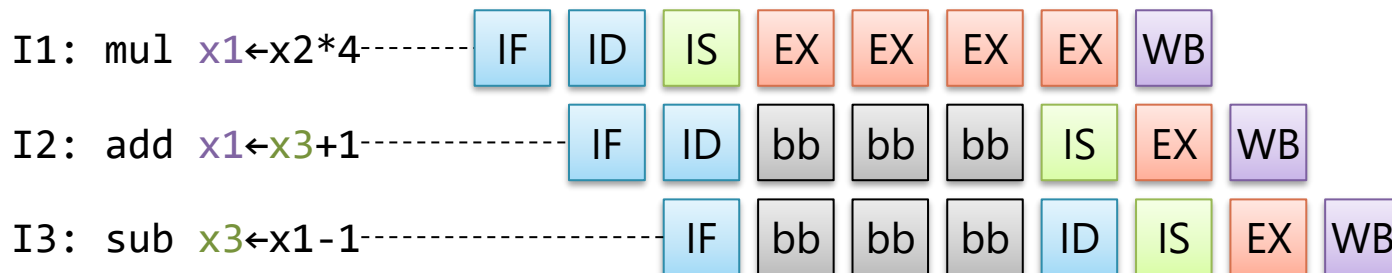 I1: mul x1←x2*4 IF ID IS EX EX EX EX WB
I2: add x1←x3+1 IF ID bb bb bb IS EX WB
I3: sub x3←x1-1 IF bb bb bb ID IS EX WB